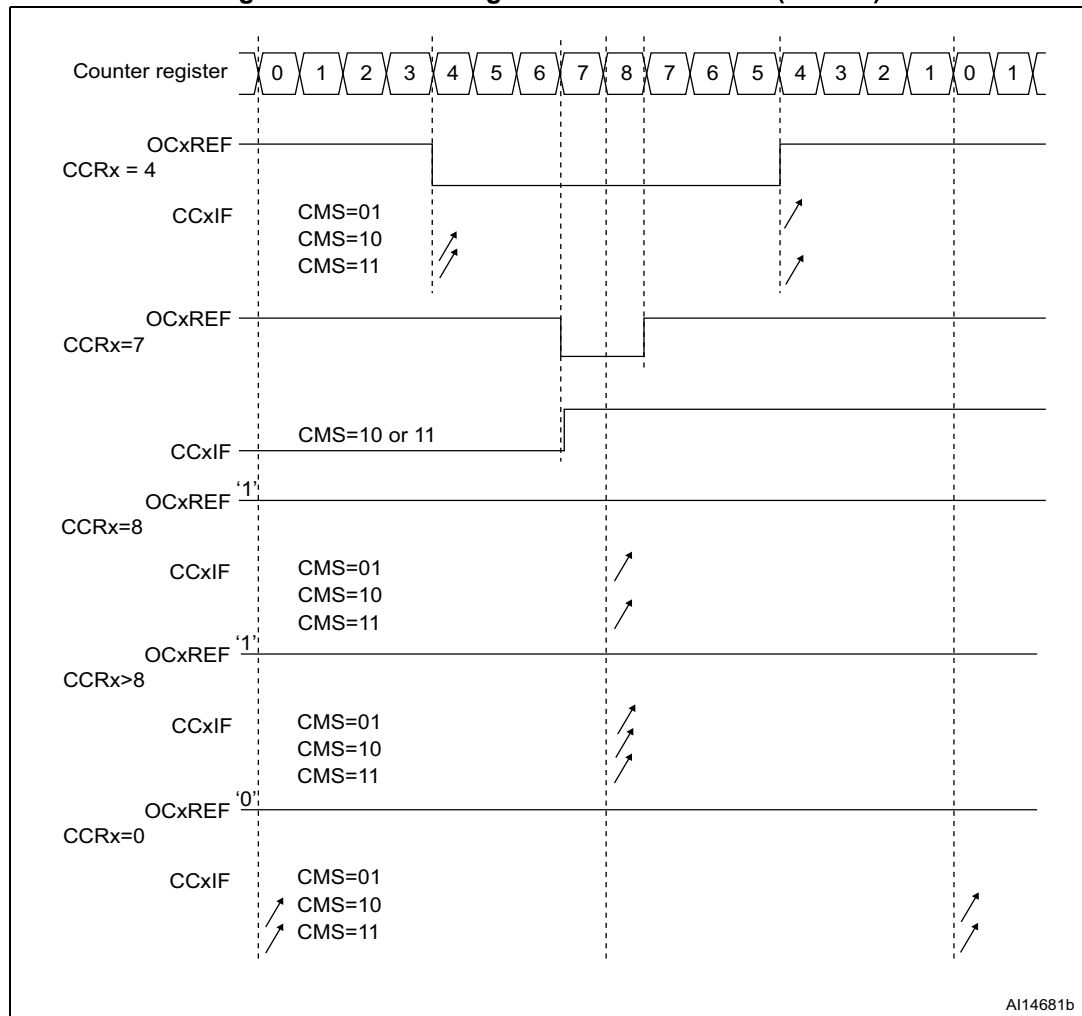 Counter register 0 1 2 3 4 5 6 7 8 7 6 5 4 3 2 1 0 1
OCxREF
CCRx = 4
CCxIF CMS=01
CMS=10
CMS=11
OCxREF
CCRx=7
CMS=10 or 11
CCxIF
OCxREF '1'
CCRx=8
CCxIF CMS=01
CMS=10
CMS=11
OCxREF '1'
CCRx>8
CCxIF CMS=01
CMS=10
CMS=11
OCxREF '0'
CCRx=0
CCxIF CMS=01
CMS=10
CMS=11
AI14681b